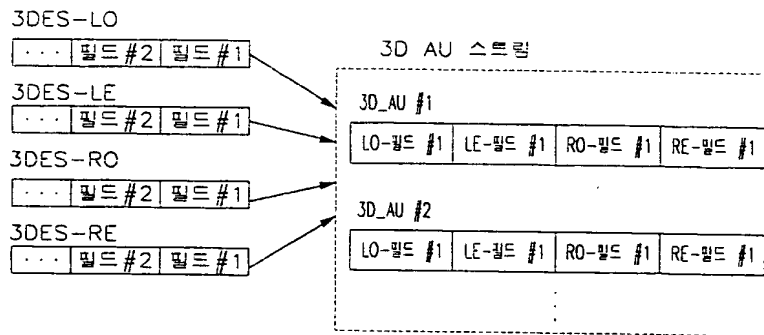 3DES-LO
··· 필드 #2 필드 #1
3DES-LE
··· 필드 #2 필드 #1
3DES-RO
··· 필드 #2 필드 #1
3DES-RE
··· 필드 #2 필드 #1
3D AU 스트림
3D_AU #1
LO-필드 #1 LE-필드 #1 RO-필드 #1 RE-필드 #1
3D_AU #2
LO-필드 #1 LE-필드 #1 RO-필드 #1 RE-필드 #1